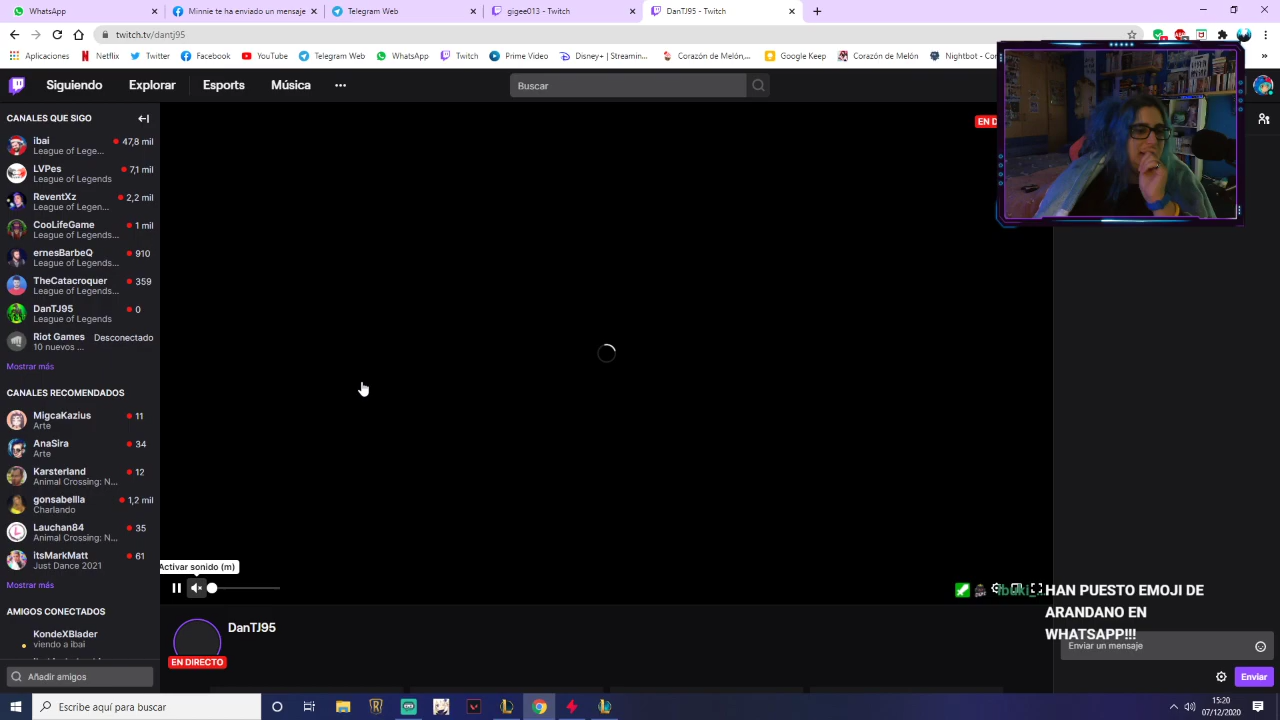 WhatsApp
Me te ha enviado un mensaje
Telegram Web
gigee013 - Twitch
DanTJ95 - Twitch
twitch.tv/dantj95
Aplicaciones
Netflix
Twitter
Facebook
YouTube
Telegram Web
WhatsApp
Twitch
Prime Video
Disney+ | Streamin...
Corazón de Melón,...
Google Keep
Corazón de Melón
Nightbot - Co
Siguiendo
Explorar
Esports
Música
Buscar
CANALES QUE SIGO
ibai
47,8 mil
League of Lege...
LVPes
7,1 mil
League of Legends
ReventXz
2,2 mil
League of Legen...
CooLifeGame
1 mil
League of Legends...
ernesBarbeQ
910
League of Legends...
TheCatacroquer
359
League of Legends...
DanTJ95
0
League of Legends
Riot Games
Desconectado
10 nuevos ...
Mostrar más
CANALES RECOMENDADOS
MigcaKazius
11
Arte
AnaSira
34
Arte
Karsterland
12
Animal Crossing: N...
gonsabellla
1,2 mil
Charlando
Lauchan84
35
Animal Crossing: N...
itsMarkMatt
61
Just Dance 2021
Mostrar más
AMIGOS CONECTADOS
KondeXBlader
viendo a ibai
Añadir amigos
EN D
Activar sonido (m)
DanTJ95
EN DIRECTO
HAN PUESTO EMOJI DE
ARANDANO EN
WHATSAPP!!!
Enviar un mensaje
Enviar
Escribe aquí para buscar
15:20
07/12/2020